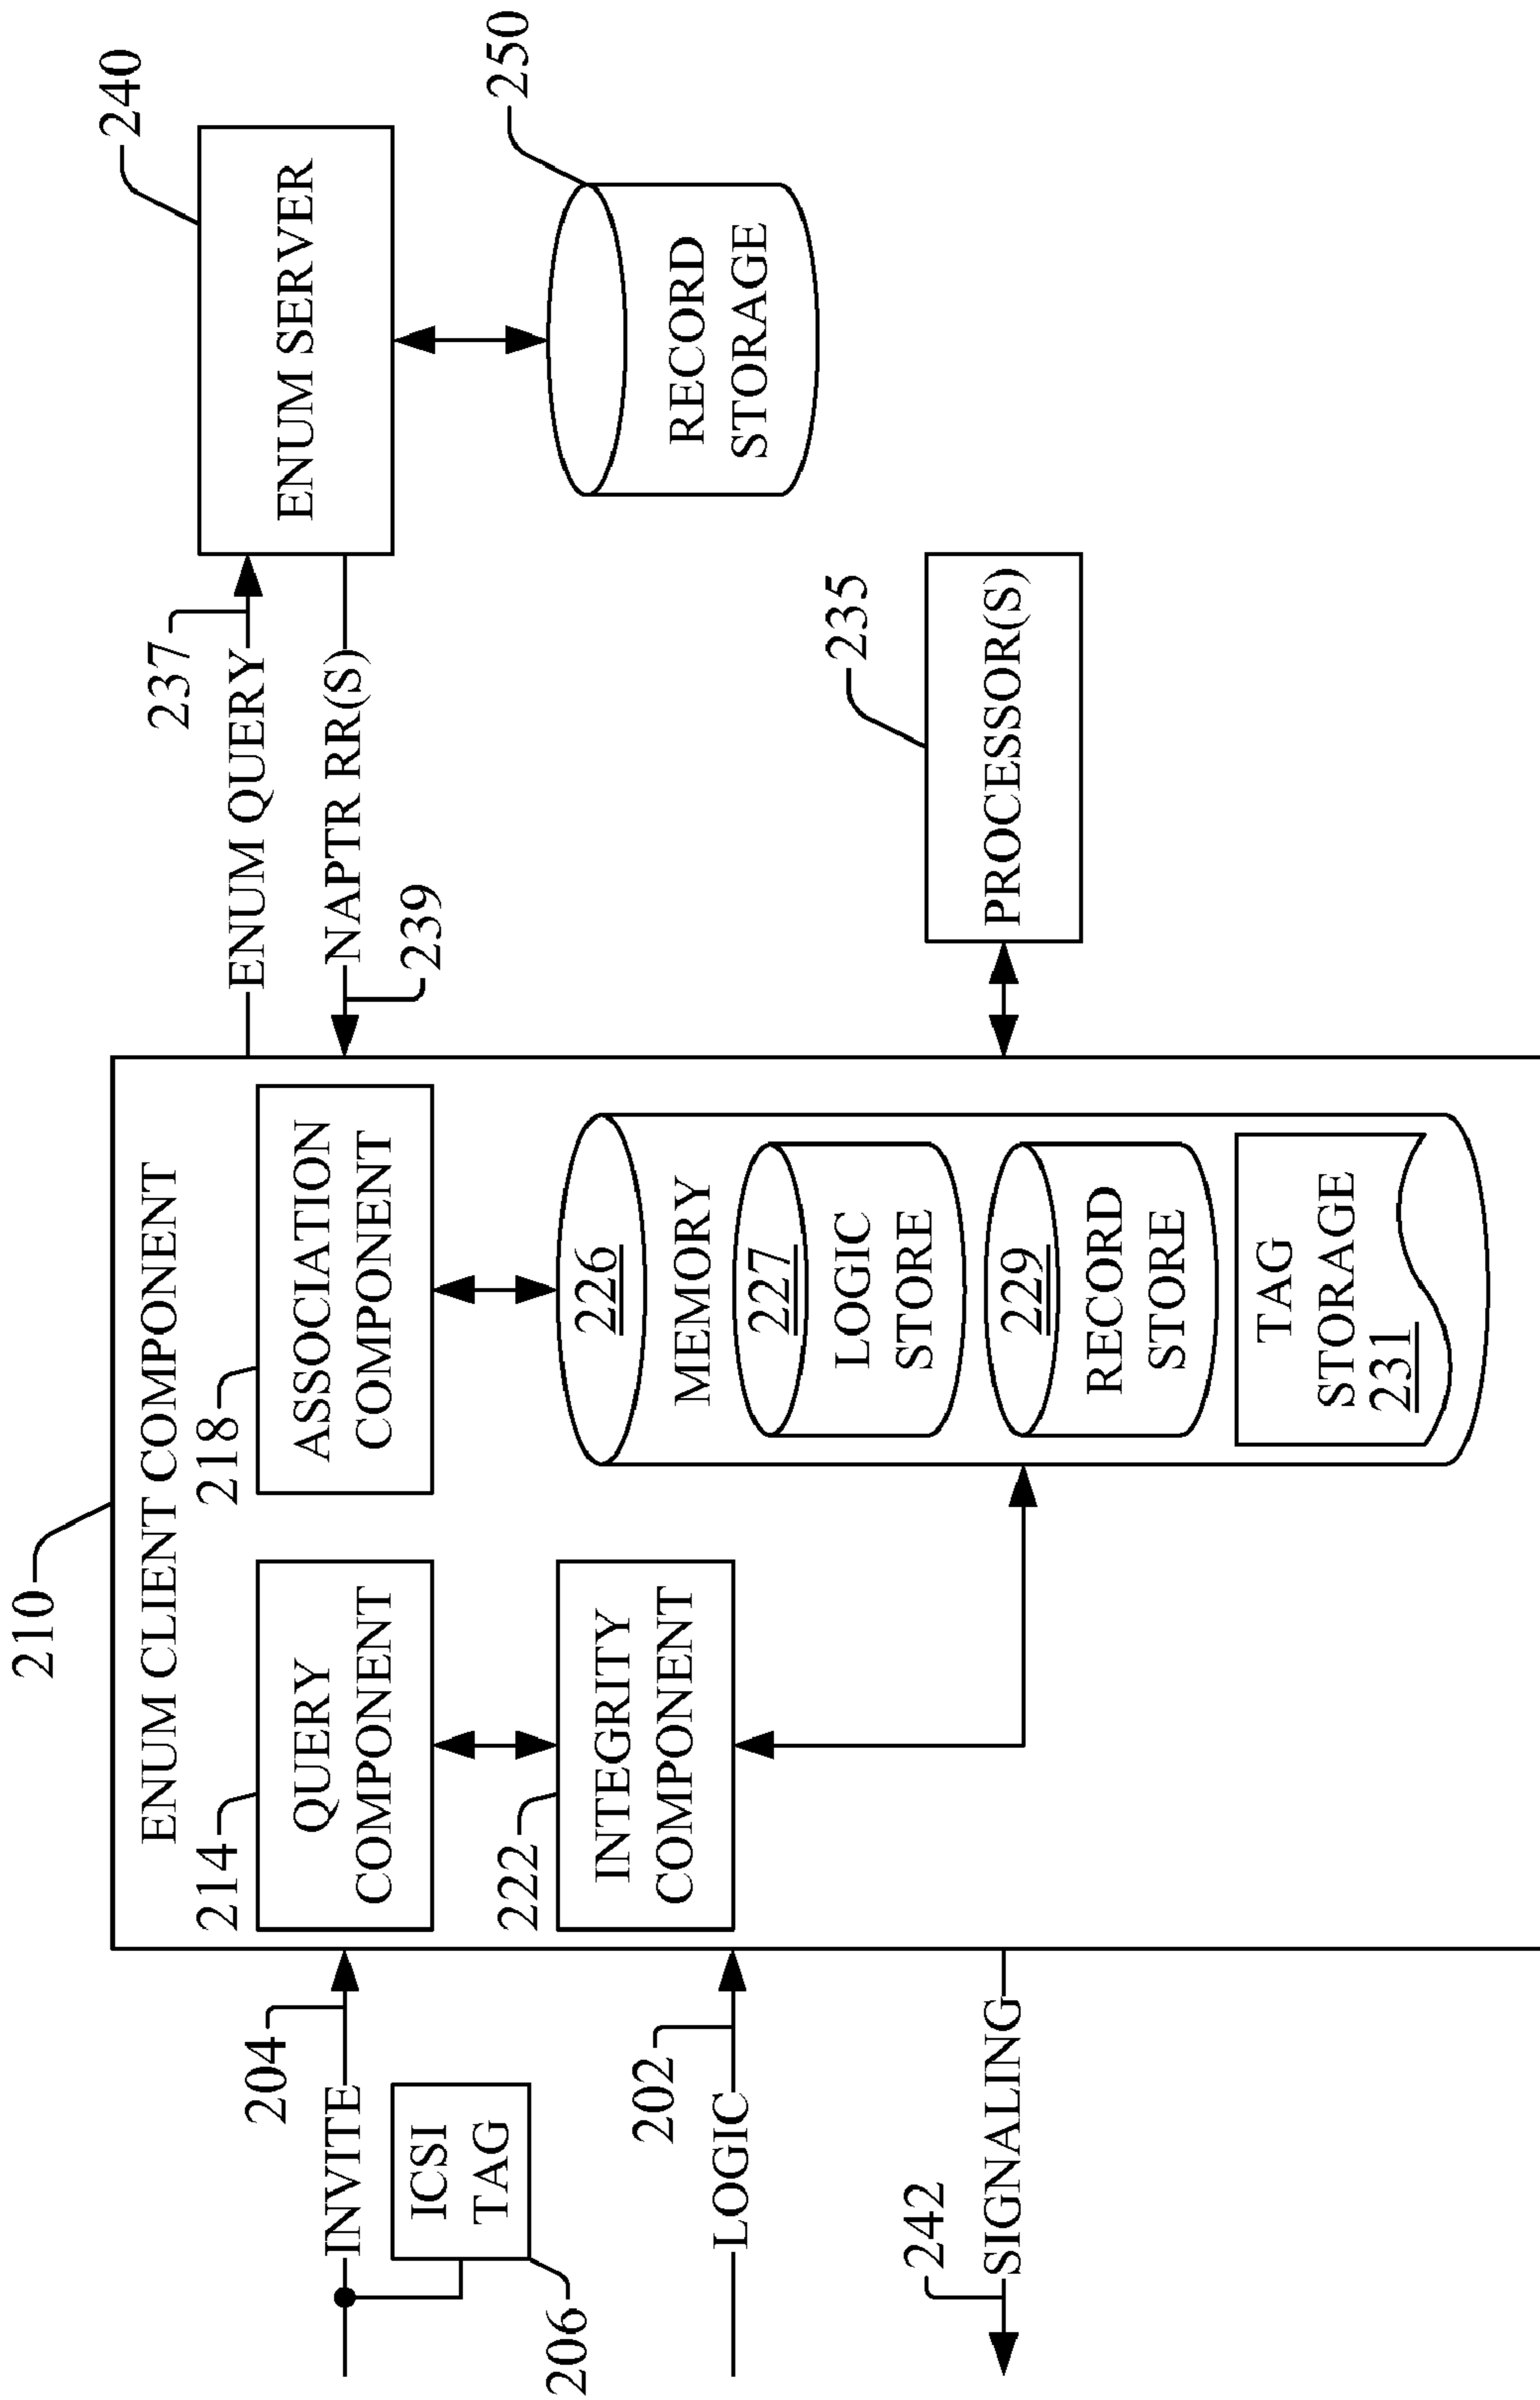 210
ENUM CLIENT COMPONENT
240
204
INVITE
ICSI
TAG
206
214
QUERY
COMPONENT
218
ASSOCIATION
COMPONENT
237
ENUM QUERY
NAPTR RR(S)
239
ENUM SERVER
250
RECORD
STORAGE
202
LOGIC
222
INTEGRITY
COMPONENT
226
MEMORY
227
LOGIC
STORE
229
RECORD
STORE
TAG
STORAGE
231
235
PROCESSOR(S)
242
SIGNALING